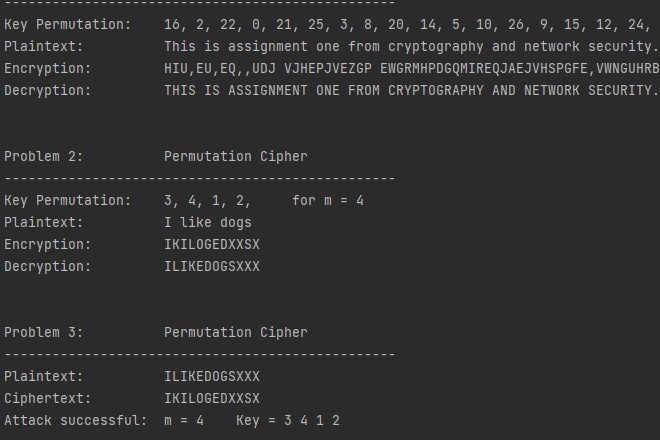 -------------------------------------------------
Key Permutation:    16, 2, 22, 0, 21, 25, 3, 8, 20, 14, 5, 10, 26, 9, 15, 12, 24,
Plaintext:          This is assignment one from cryptography and network security.
Encryption:         HIU,EU,EQ,,UDJ VJHEPJVEZGP EWGRMHPDGQMIREQJAEJVHSPGFE,VWNGUHRB
Decryption:         THIS IS ASSIGNMENT ONE FROM CRYPTOGRAPHY AND NETWORK SECURITY.
Problem 2:          Permutation Cipher
-------------------------------------------------
Key Permutation:    3, 4, 1, 2,     for m = 4
Plaintext:          I like dogs
Encryption:         IKILOGEDXXSX
Decryption:         ILIKEDOGSXXX
Problem 3:          Permutation Cipher
-------------------------------------------------
Plaintext:          ILIKEDOGSXXX
Ciphertext:         IKILOGEDXXSX
Attack successful:  m = 4    Key = 3 4 1 2